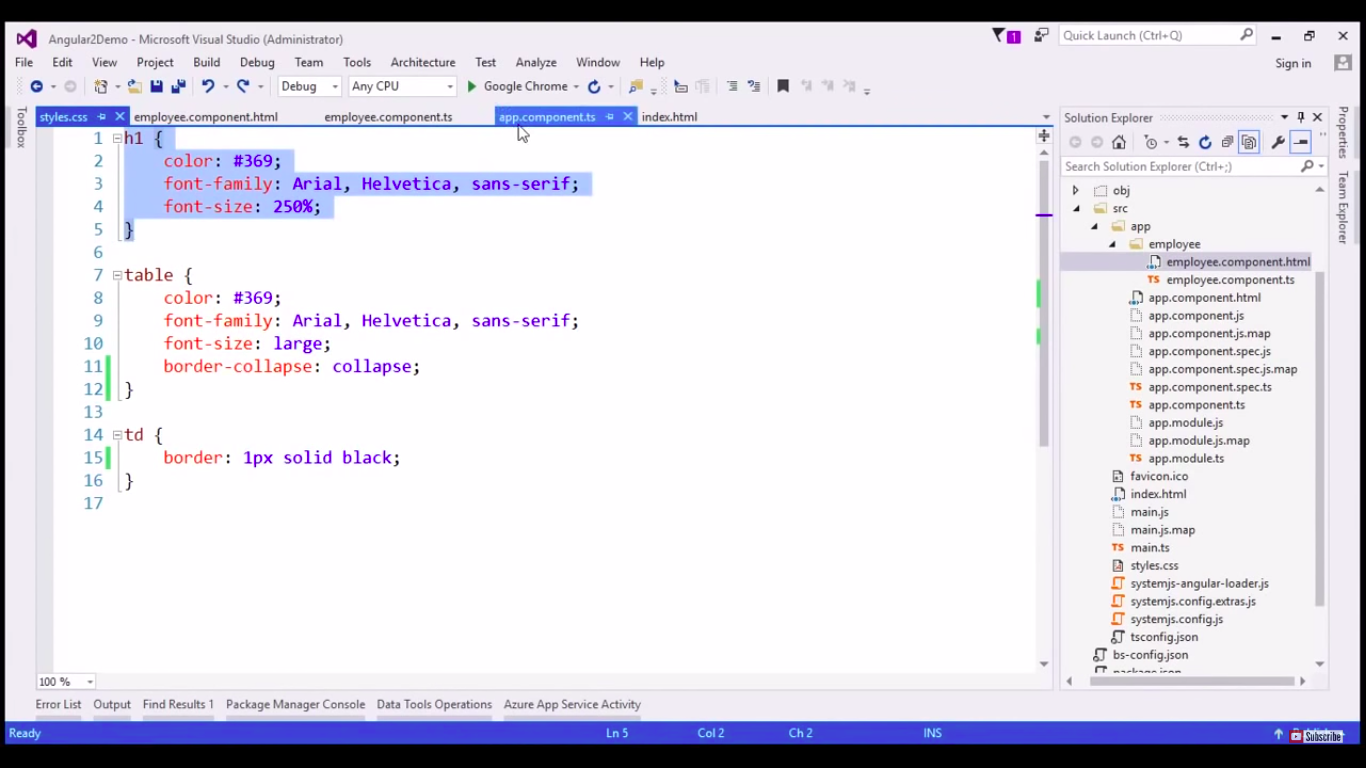 Angular2Demo - Microsoft Visual Studio (Administrator)
1
Quick Launch (Ctrl+Q)
File Edit View Project Build Debug Team Tools Architecture Test Analyze Window Help
Sign in
Debug Any CPU Google Chrome
Toolbox
styles.css employee.component.html employee.component.ts app.component.ts index.html
1 h1 {
2 color: #369;
3 font-family: Arial, Helvetica, sans-serif;
4 font-size: 250%;
5 }
6
7 table {
8 color: #369;
9 font-family: Arial, Helvetica, sans-serif;
10 font-size: large;
11 border-collapse: collapse;
12 }
13
14 td {
15 border: 1px solid black;
16 }
17
100 %
Solution Explorer
Search Solution Explorer (Ctrl+;)
obj
src
app
employee
employee.component.html
TS employee.component.ts
app.component.html
app.component.js
app.component.js.map
app.component.spec.js
app.component.spec.js.map
TS app.component.spec.ts
TS app.component.ts
app.module.js
app.module.js.map
TS app.module.ts
favicon.ico
index.html
main.js
main.js.map
TS main.ts
styles.css
systemjs-angular-loader.js
systemjs.config.extras.js
systemjs.config.js
tsconfig.json
bs-config.json
package.json
Properties
Team Explorer
Error List Output Find Results 1 Package Manager Console Data Tools Operations Azure App Service Activity
Ready Ln 5 Col 2 Ch 2 INS
Subscribe